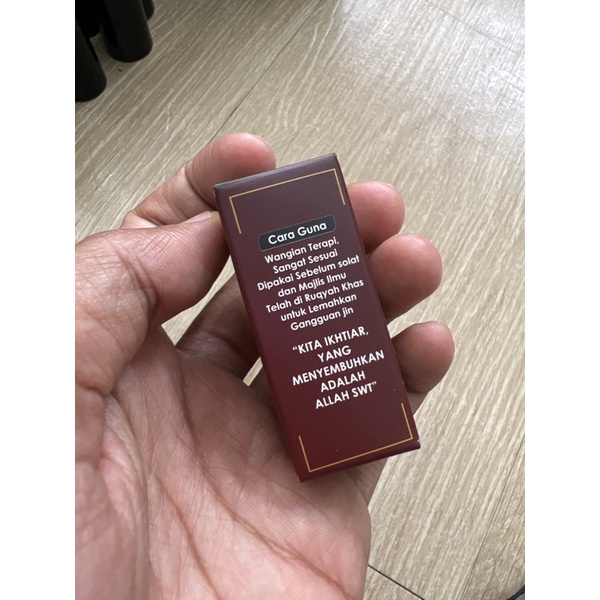 Cara Guna
Wangian Terapi,
Sangat Sesuai
Dipakai Sebelum solat
dan Majlis Ilmu
Telah di Ruqyah Khas
untuk Lemahkan
Gangguan jin
“KITA IKHTIAR,
YANG
MENYEMBUHKAN
ADALAH
ALLAH SWT”